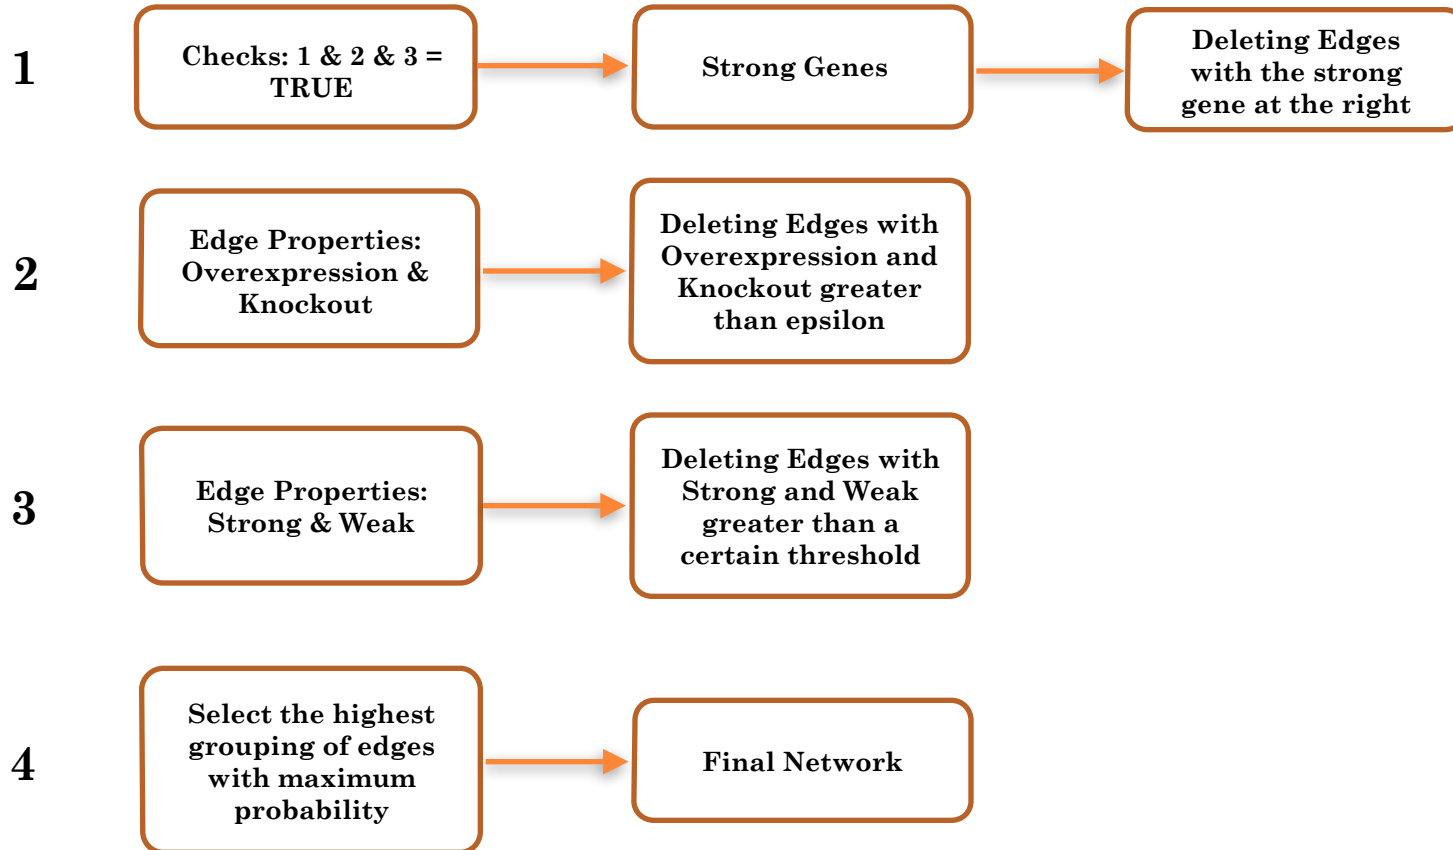 1
Checks: 1 & 2 & 3 =
TRUE
Strong Genes
Deleting Edges
with the strong
gene at the right
2
Edge Properties:
Overexpression &
Knockout
Deleting Edges with
Overexpression and
Knockout greater
than epsilon
3
Edge Properties:
Strong & Weak
Deleting Edges with
Strong and Weak
greater than a
certain threshold
4
Select the highest
grouping of edges
with maximum
probability
Final Network